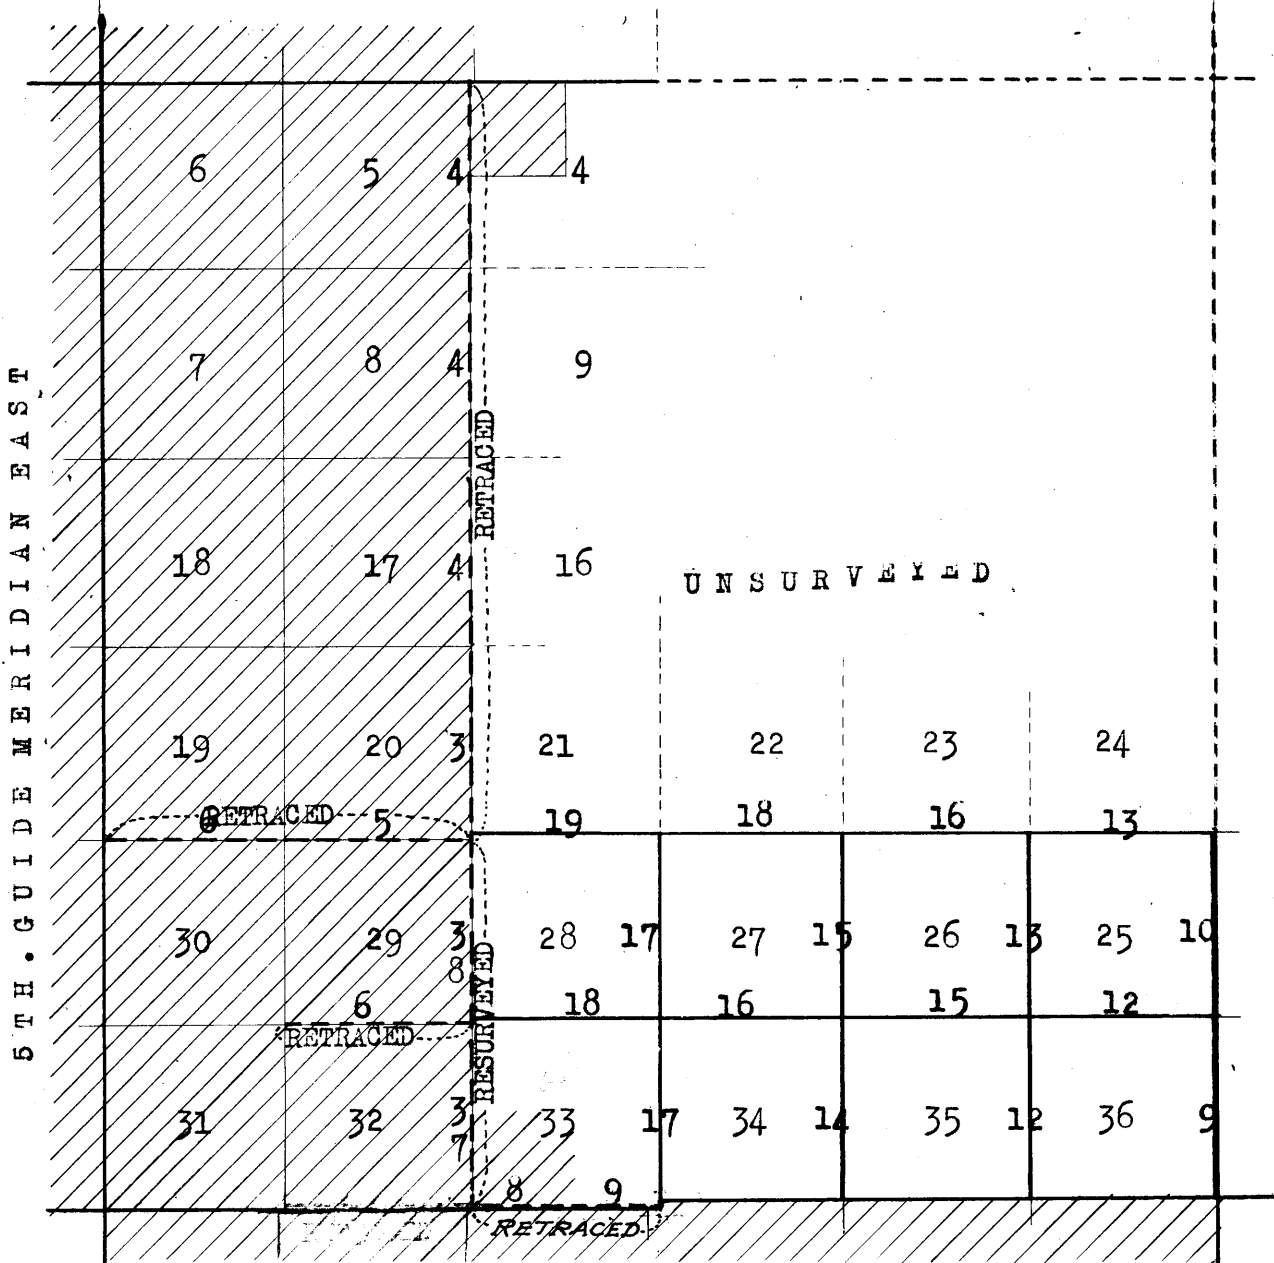 6 5 4 4
7 8 4 9
RETRACED
18 17 4 16
UNSURVEYED
5TH. GUIDE MERIDIAN EAST
19 20 3 21 22 23 24
6 RETRACED 5 19 18 16 13
30 29 3 28 17 27 15 26 13 25 10
8
RESURVEYED
6 18 16 15 12
RETRACED
31 32 3 33 17 34 14 35 12 36 9
7
8 9
RETRACED